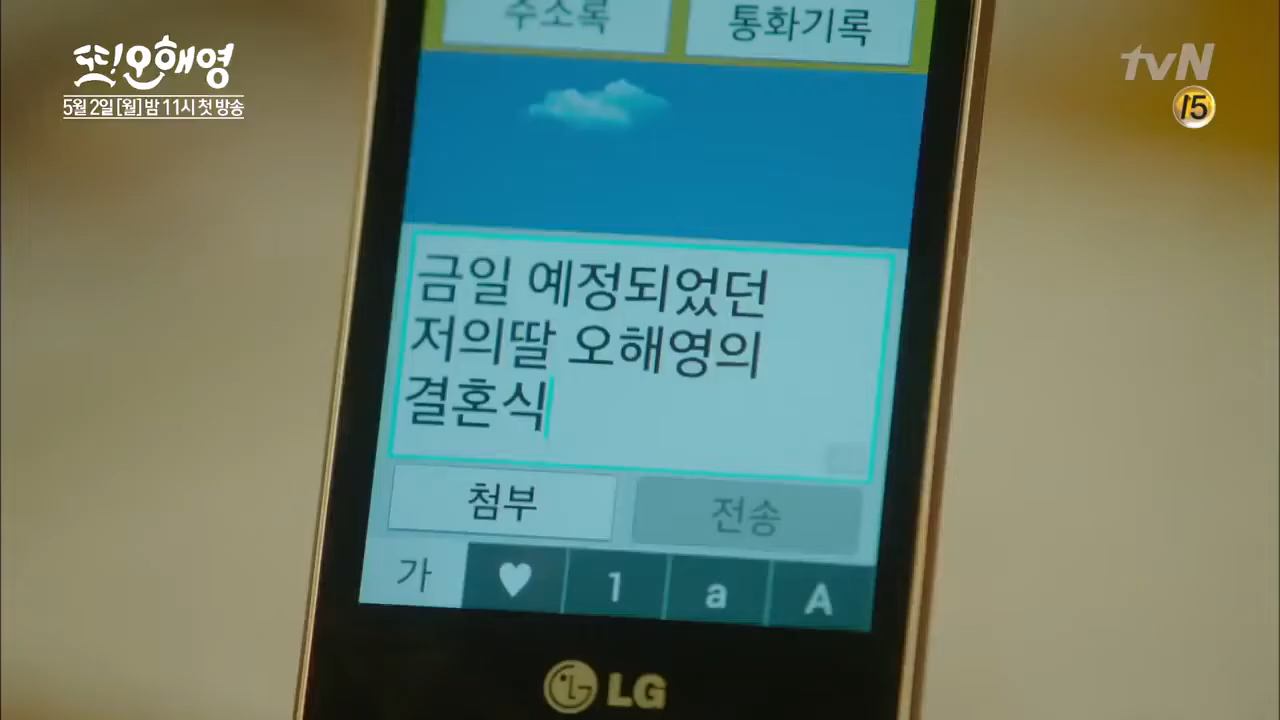 또!오해영
5월 2일[월] 밤 11시 첫 방송
tvN
15
주소록
통화기록
금일 예정되었던
저의딸 오해영의
결혼식
첨부
전송
가 ♥ 1 a A
LG